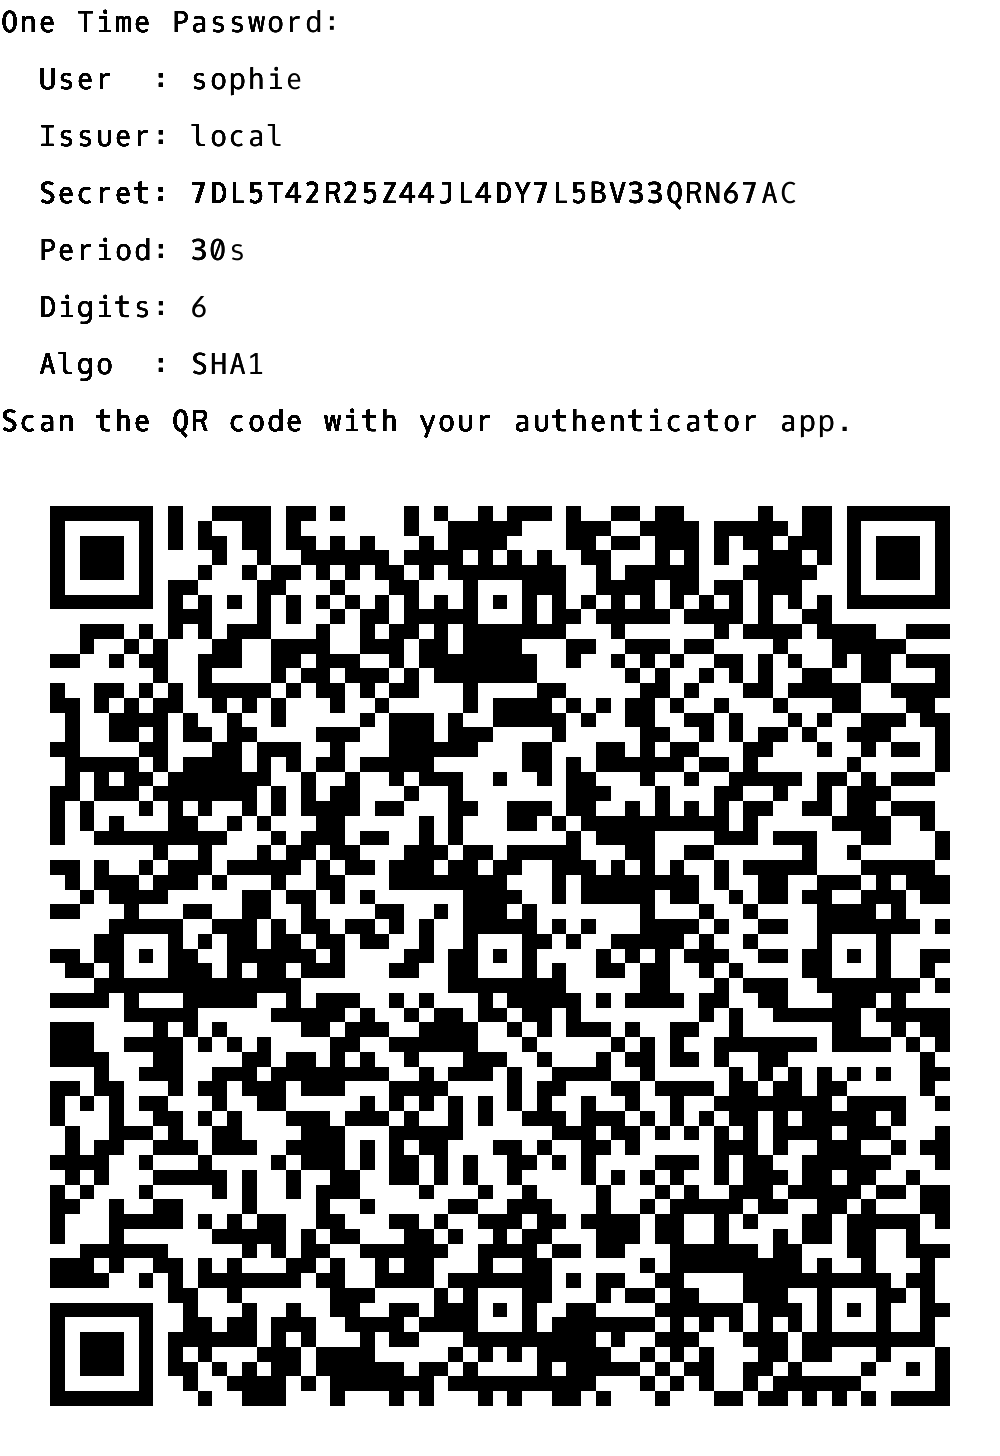 One Time Password:
User : sophie
Issuer: local
Secret: 7DL5T42R25Z44JL4DY7L5BV33QRN67AC
Period: 30s
Digits: 6
Algo : SHA1
Scan the QR code with your authenticator app.